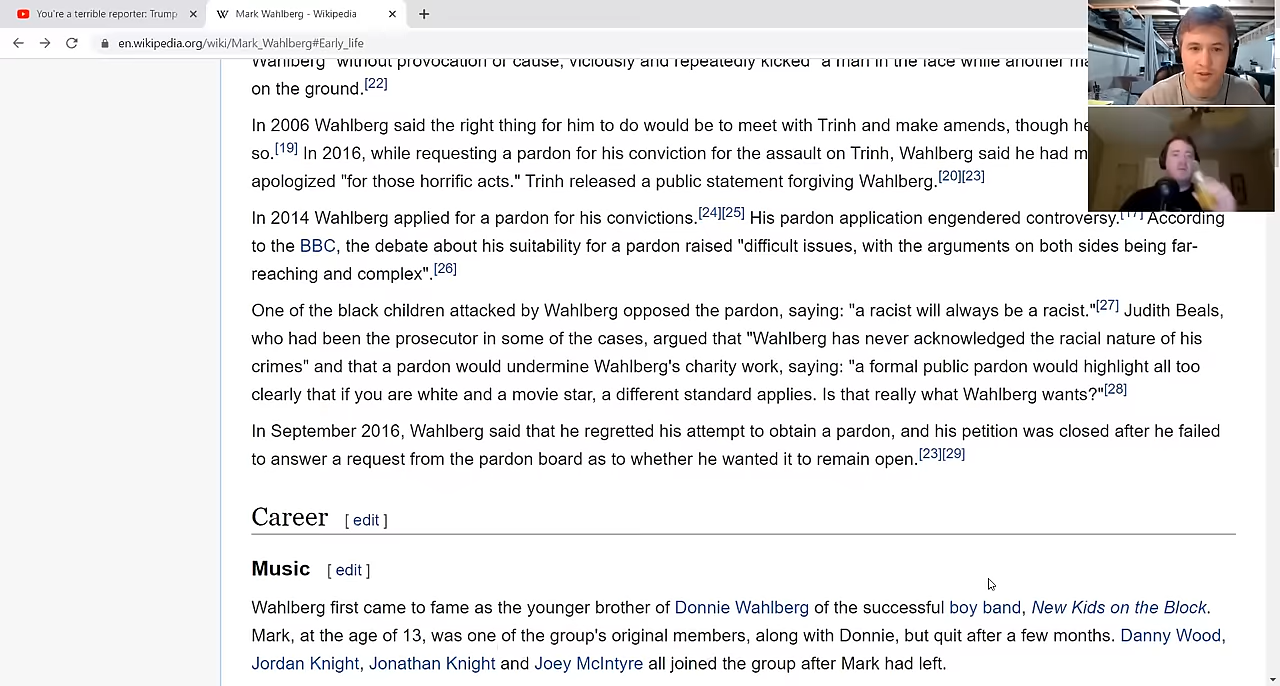 You're a terrible reporter: Trump
Mark Wahlberg - Wikipedia
en.wikipedia.org/wiki/Mark_Wahlberg#Early_life
Wahlberg "without provocation or cause, viciously and repeatedly kicked" a man in the face while another ma
on the ground.[22]
In 2006 Wahlberg said the right thing for him to do would be to meet with Trinh and make amends, though he
so.[19] In 2016, while requesting a pardon for his conviction for the assault on Trinh, Wahlberg said he had m
apologized "for those horrific acts." Trinh released a public statement forgiving Wahlberg.[20][23]
In 2014 Wahlberg applied for a pardon for his convictions.[24][25] His pardon application engendered controversy.[17] According
to the BBC, the debate about his suitability for a pardon raised "difficult issues, with the arguments on both sides being far-
reaching and complex".[26]
One of the black children attacked by Wahlberg opposed the pardon, saying: "a racist will always be a racist."[27] Judith Beals,
who had been the prosecutor in some of the cases, argued that "Wahlberg has never acknowledged the racial nature of his
crimes" and that a pardon would undermine Wahlberg's charity work, saying: "a formal public pardon would highlight all too
clearly that if you are white and a movie star, a different standard applies. Is that really what Wahlberg wants?"[28]
In September 2016, Wahlberg said that he regretted his attempt to obtain a pardon, and his petition was closed after he failed
to answer a request from the pardon board as to whether he wanted it to remain open.[23][29]
Career [ edit ]
Music [ edit ]
Wahlberg first came to fame as the younger brother of Donnie Wahlberg of the successful boy band, New Kids on the Block.
Mark, at the age of 13, was one of the group's original members, along with Donnie, but quit after a few months. Danny Wood,
Jordan Knight, Jonathan Knight and Joey McIntyre all joined the group after Mark had left.